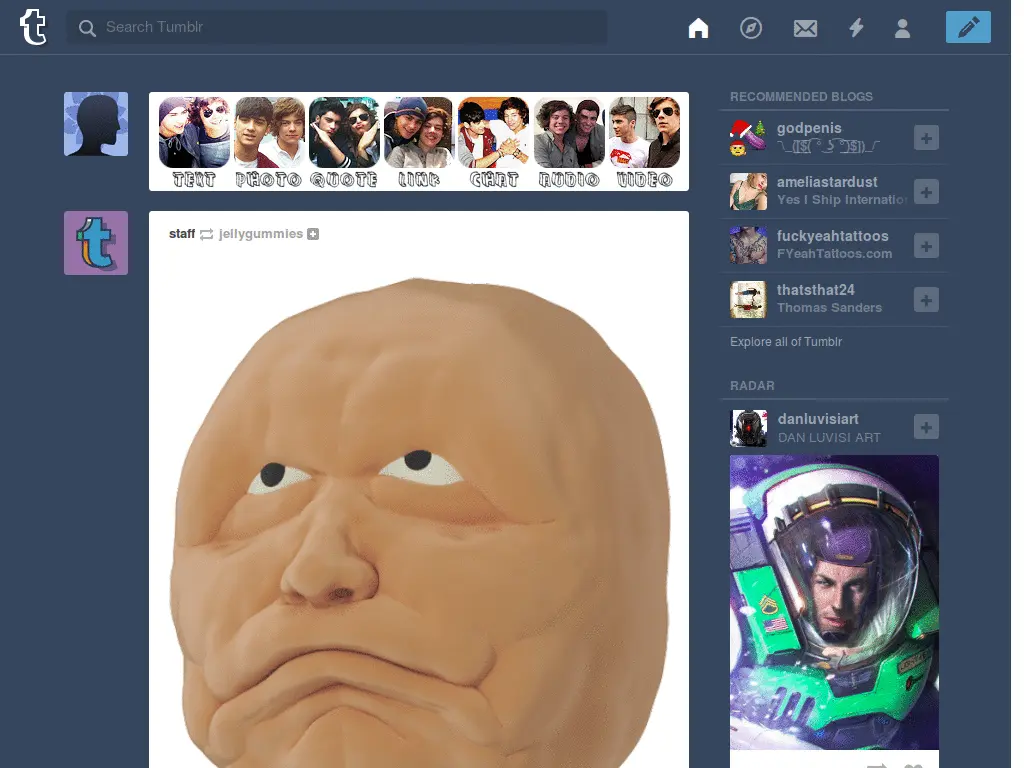 Search Tumblr
TEXT PHOTO QUOTE LINK CHAT AUDIO VIDEO
staff jellygummies
RECOMMENDED BLOGS
godpenis
ameliastardust
Yes I Ship Internatio
fuckyeahtattoos
FYeahTattoos.com
thatsthat24
Thomas Sanders
Explore all of Tumblr
RADAR
danluvisiart
DAN LUVISI ART